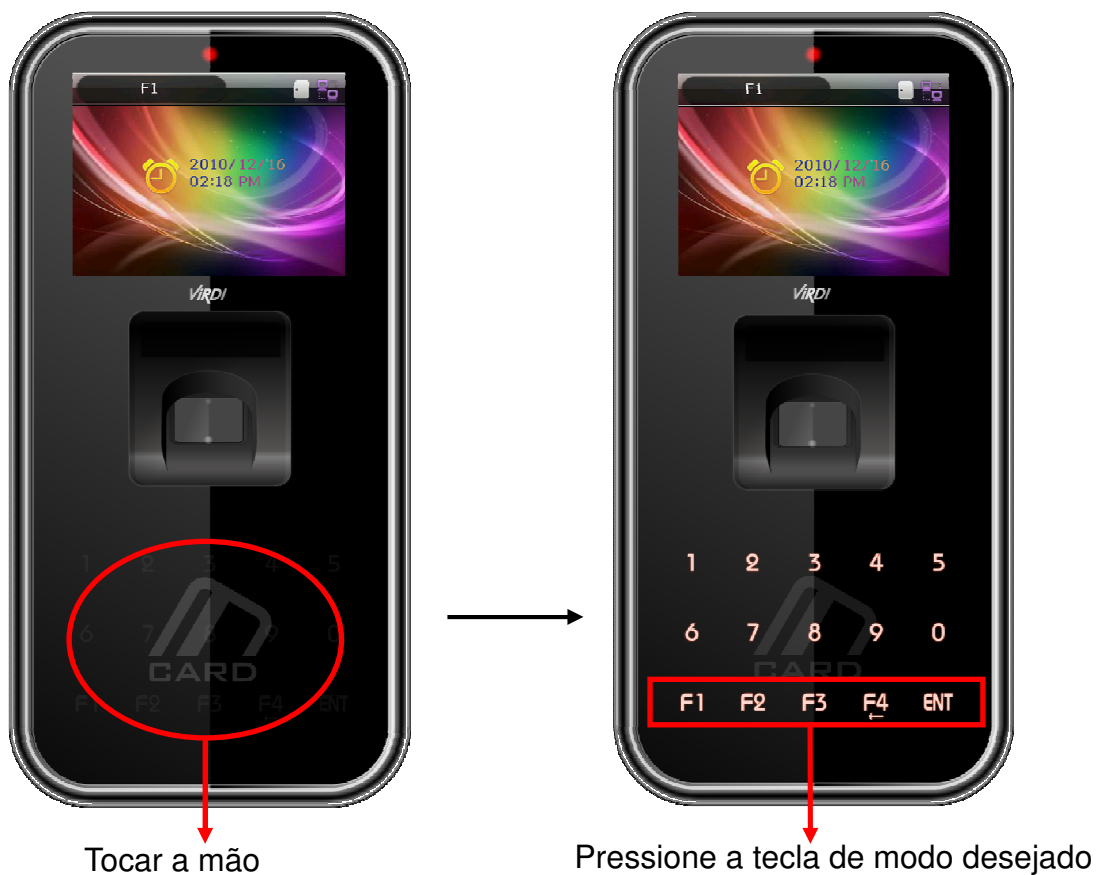 F1
2010/12/16
02:18 PM
ViRDI
1 2 3 4 5
6 7 8 9 0
CARD
F1 F2 F3 F4 ENT
Tocar a mão
F1
2010/12/16
02:18 PM
ViRDI
1 2 3 4 5
6 7 8 9 0
CARD
F1 F2 F3 F4 ENT
←
Pressione a tecla de modo desejado